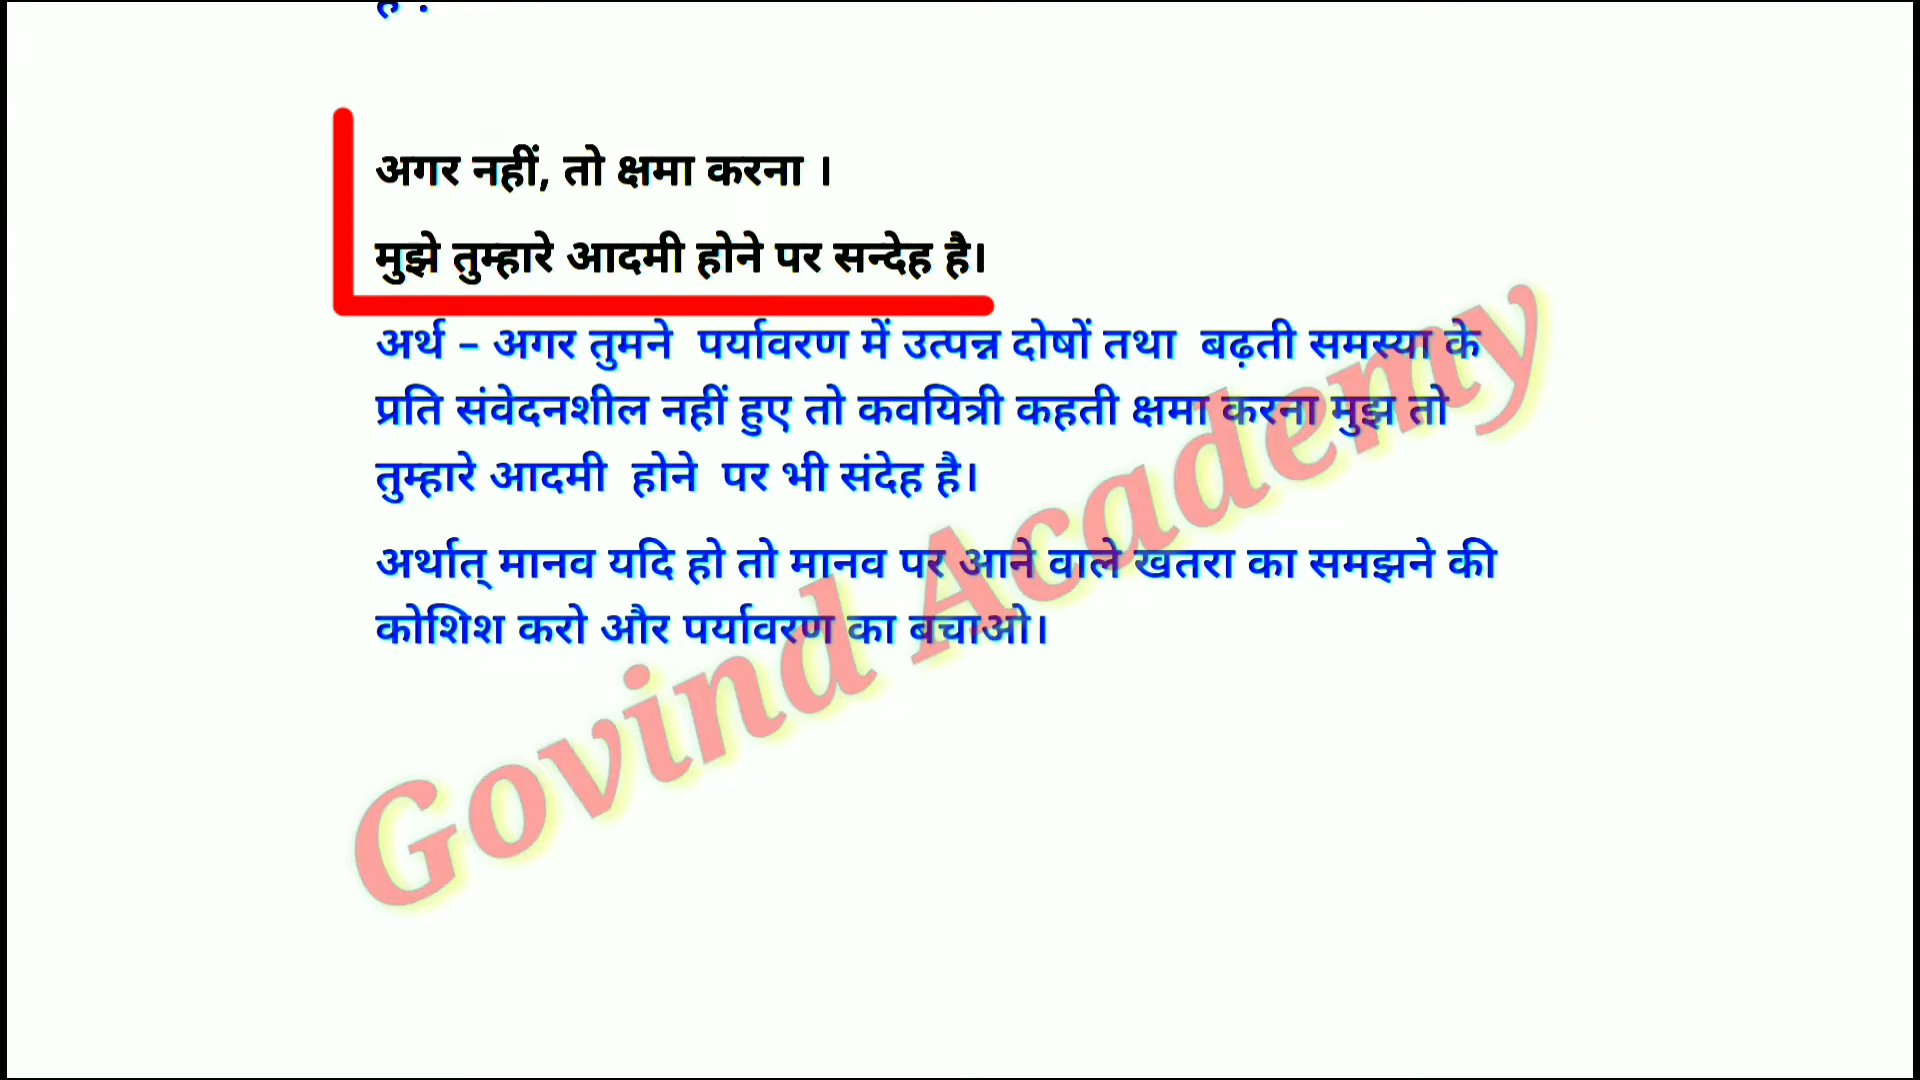 अगर नहीं, तो क्षमा करना ।
मुझे तुम्हारे आदमी होने पर सन्देह है।
अर्थ – अगर तुमने पर्यावरण में उत्पन्न दोषों तथा बढ़ती समस्या के
प्रति संवेदनशील नहीं हुए तो कवयित्री कहती क्षमा करना मुझ तो
तुम्हारे आदमी होने पर भी संदेह है।
अर्थात् मानव यदि हो तो मानव पर आने वाले खतरा का समझने की
कोशिश करो और पर्यावरण का बचाओ।
Govind Academy